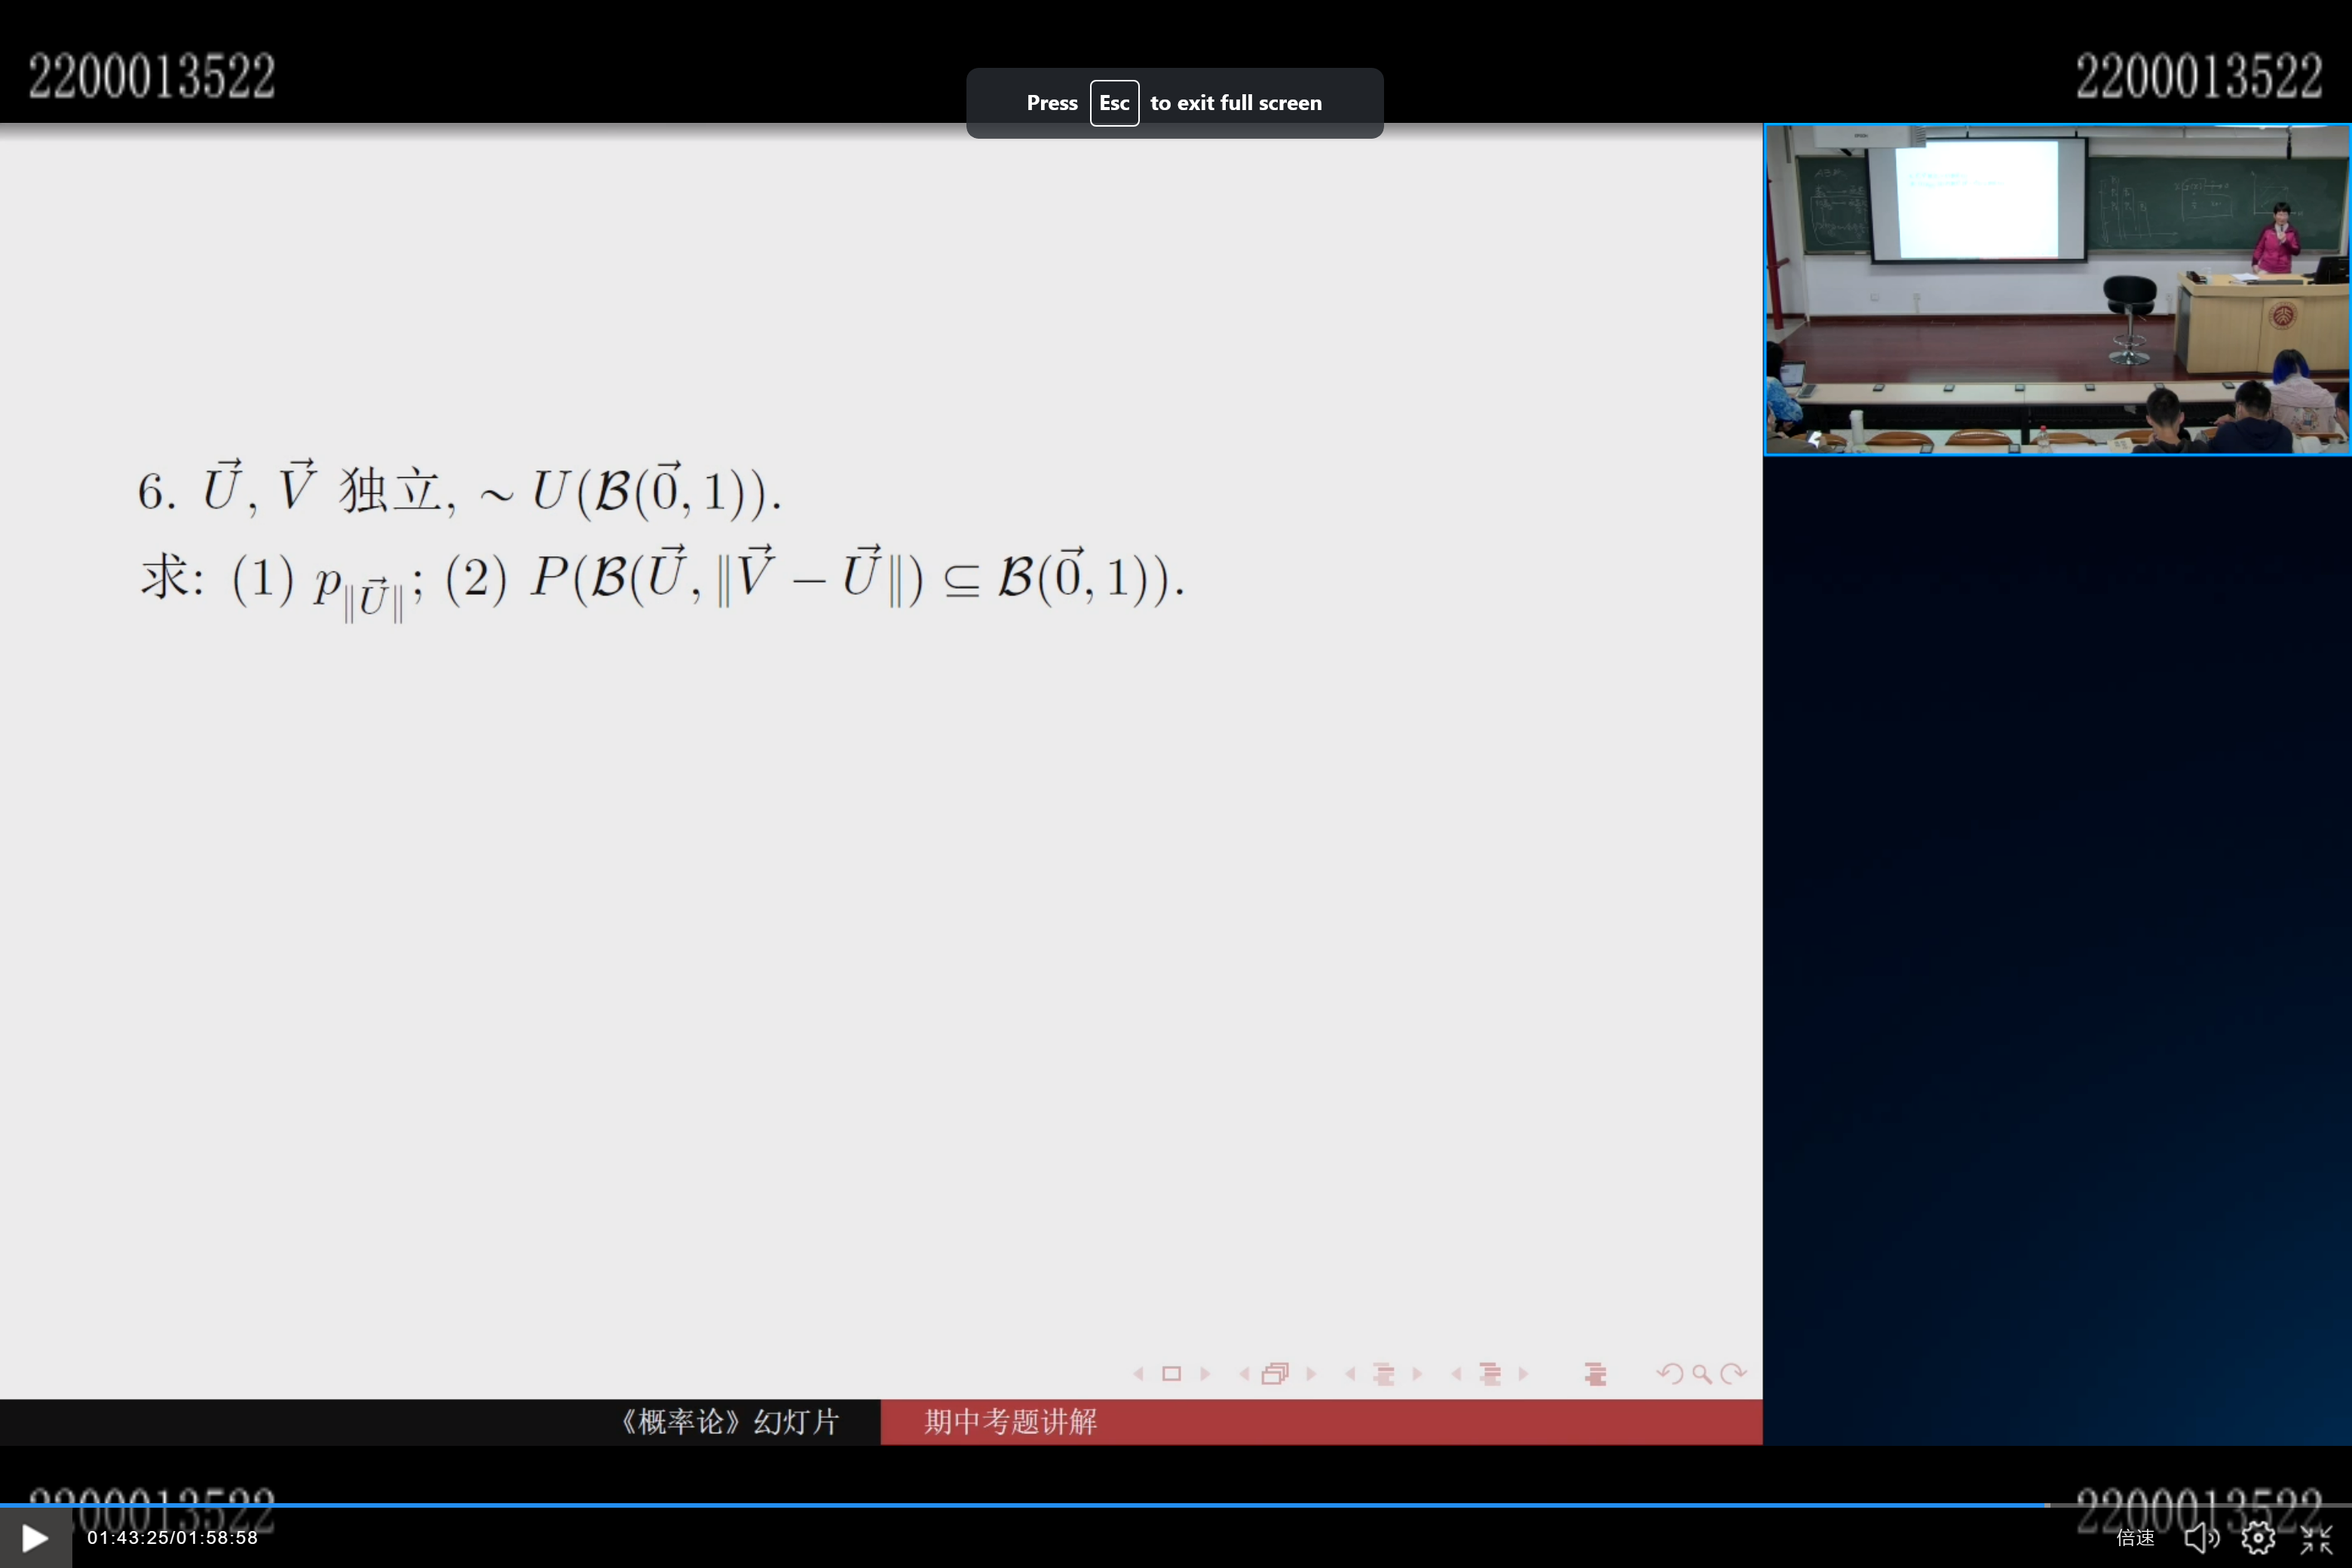 2200013522
2200013522
Press Esc to exit full screen
6. $\vec{U}, \vec{V}$ 独立, $\sim U(\mathcal{B}(\vec{0}, 1))$.
求: (1) $p_{\|\vec{U}\|}$; (2) $P(\mathcal{B}(\vec{U}, \|\vec{V} - \vec{U}\|) \subseteq \mathcal{B}(\vec{0}, 1))$.
《概率论》幻灯片
期中考题讲解
2200013522
2200013522
01:43:25/01:58:58
倍速